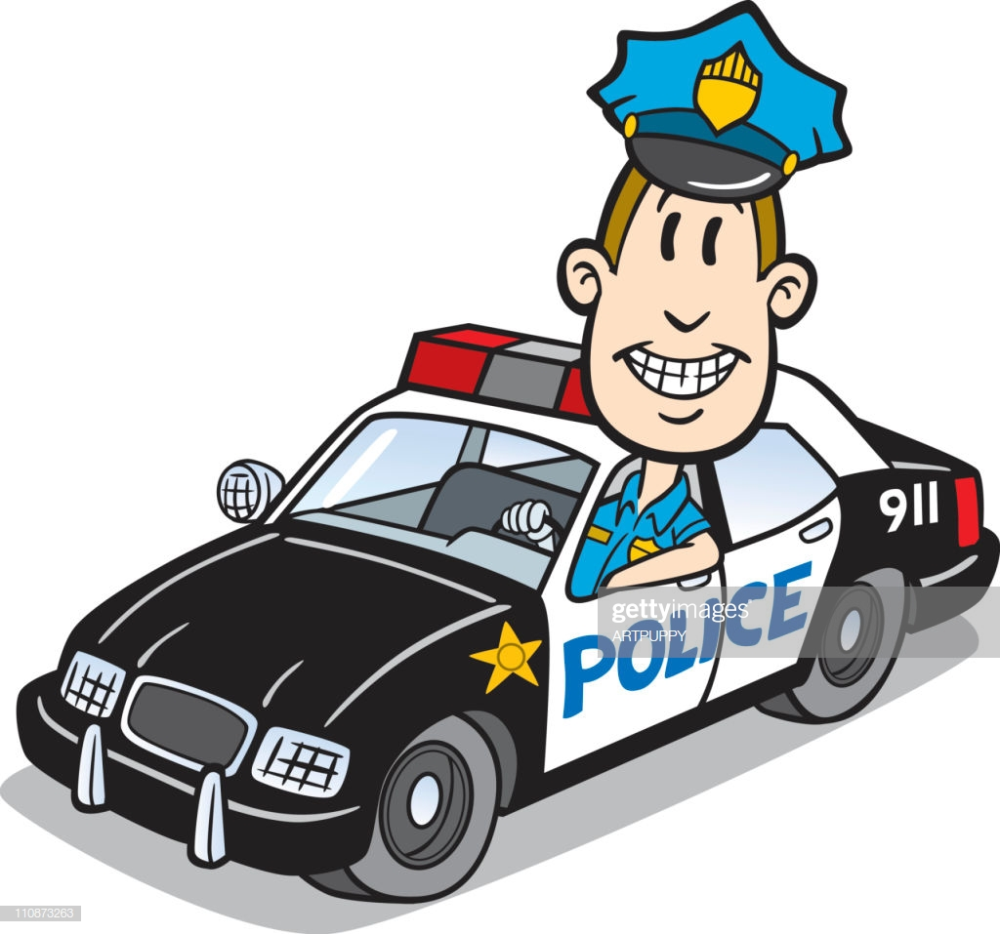 911
POLICE
gettyimages
ARTPUPPY
110873263